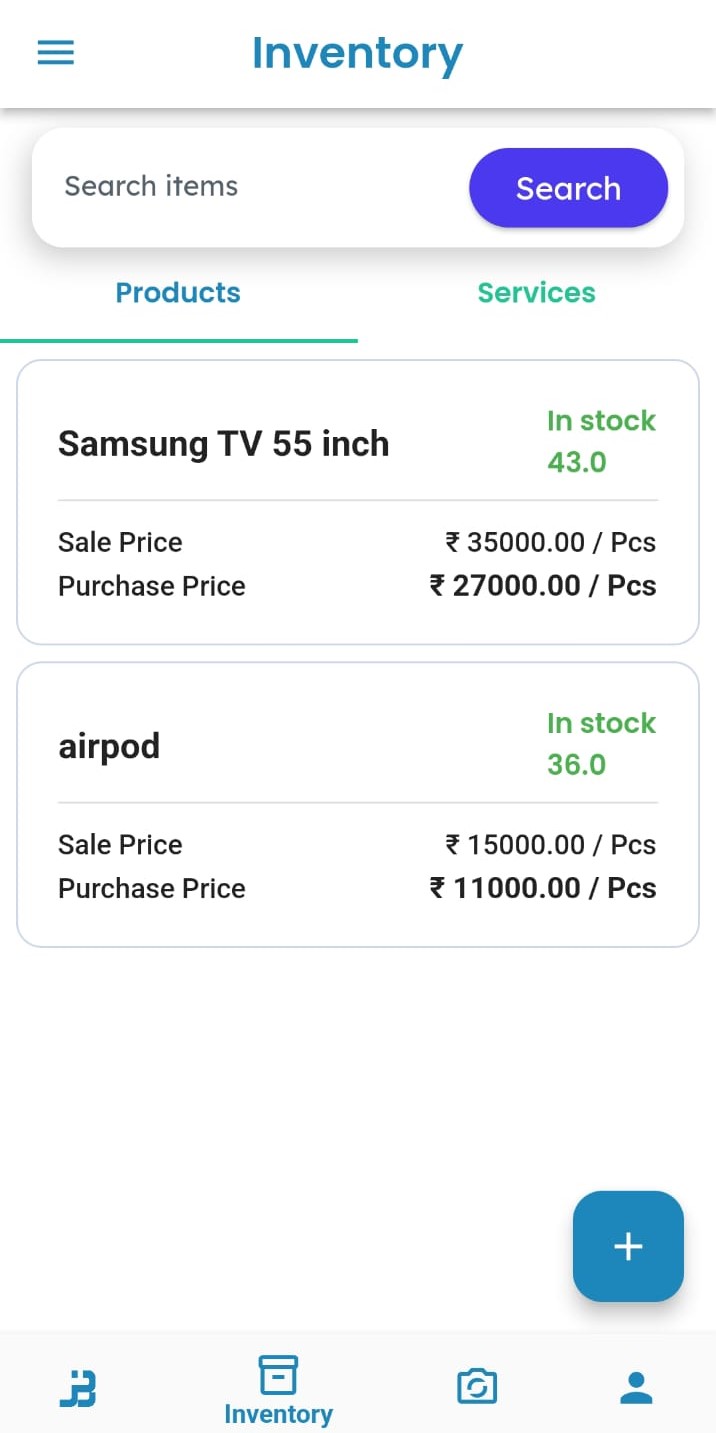 Inventory
Search items
Search
Products
Services
Samsung TV 55 inch
In stock
43.0
Sale Price
₹ 35000.00 / Pcs
Purchase Price
₹ 27000.00 / Pcs
airpod
In stock
36.0
Sale Price
₹ 15000.00 / Pcs
Purchase Price
₹ 11000.00 / Pcs
Inventory